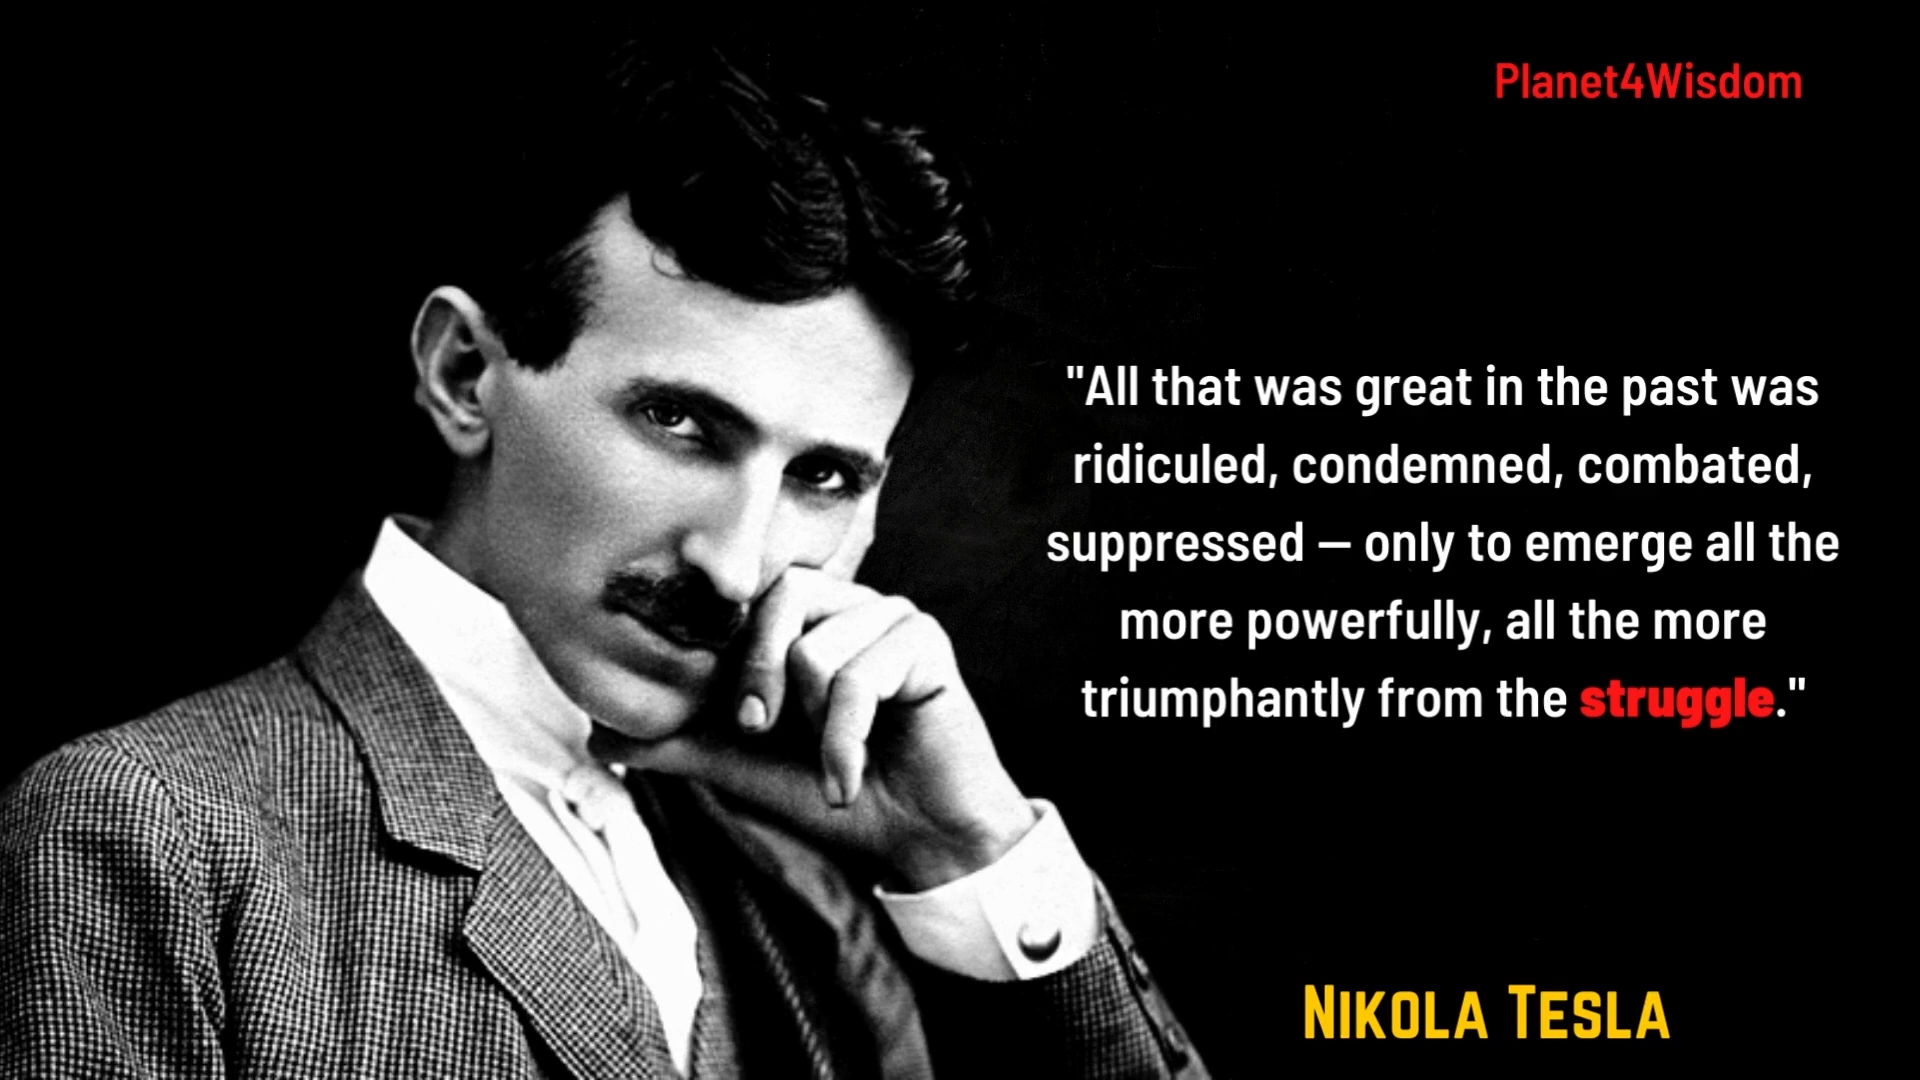 Planet4Wisdom
"All that was great in the past was
ridiculed, condemned, combated,
suppressed — only to emerge all the
more powerfully, all the more
triumphantly from the struggle."
NIKOLA TESLA